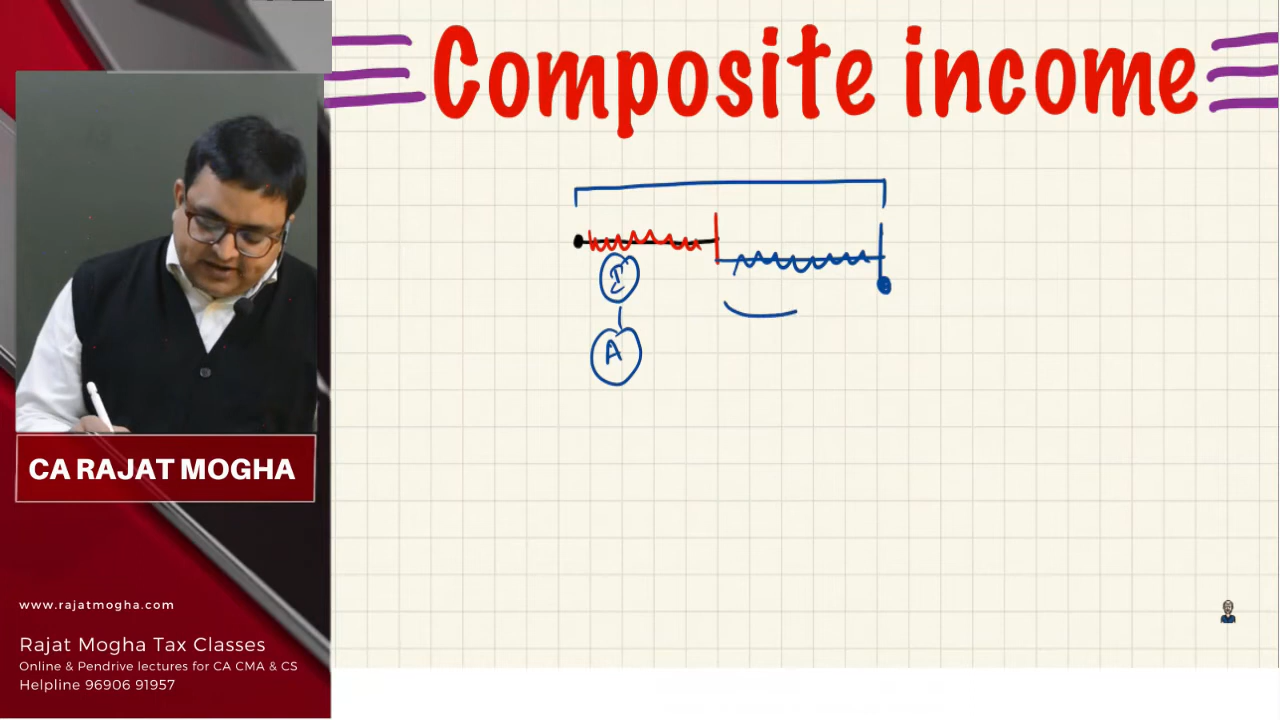 Composite income
I
A
CA RAJAT MOGHA
www.rajatmogha.com
Rajat Mogha Tax Classes
Online & Pendrive lectures for CA CMA & CS
Helpline 96906 91957